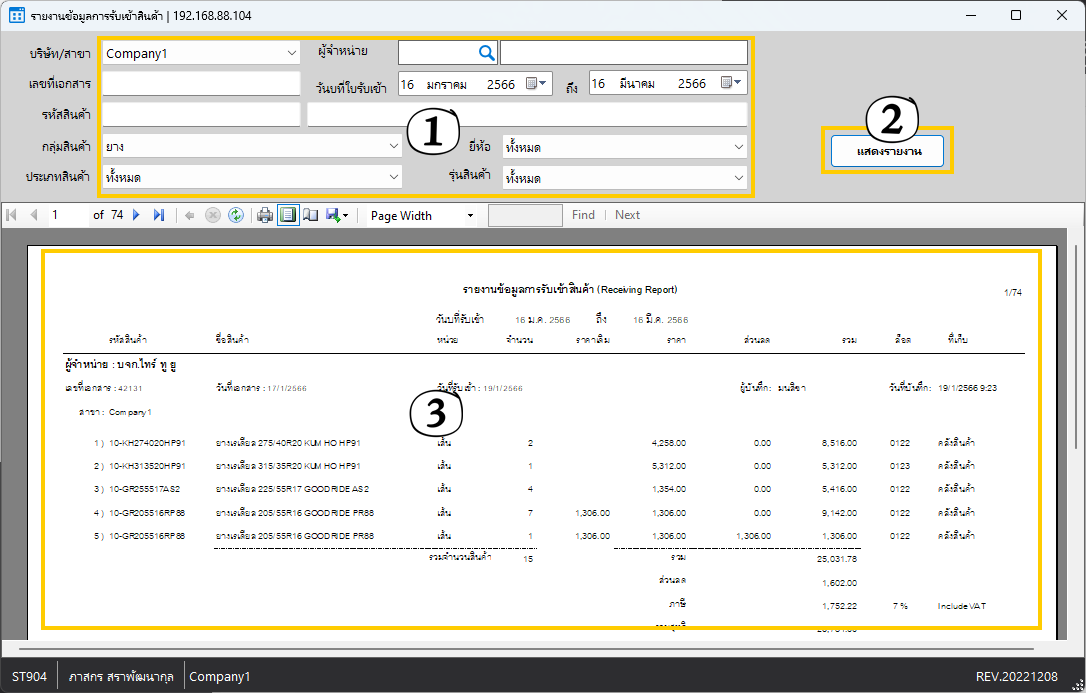 รายงานข้อมูลการรับเข้าสินค้า | 192.168.88.104
บริษัท/สาขา Company1 ผู้จำหน่าย
เลขที่เอกสาร วันบที่ใบรับเข้า 16 มกราคม 2566 ถึง 16 มีนาคม 2566
รหัสสินค้า
กลุ่มสินค้า ยาง ยี่ห้อ ทั้งหมด
ประเภทสินค้า ทั้งหมด รุ่นสินค้า ทั้งหมด
1
2
แสดงรายงาน
1 of 74 Page Width Find | Next
รายงานข้อมูลการรับเข้าสินค้า (Receiving Report)
1/74
วันบที่รับเข้า 16 ม.ค. 2566 ถึง 16 มี.ค. 2566
รหัสสินค้า ชื่อสินค้า หน่วย จำนวน ราคาเดิม ราคา ส่วนลด รวม ล็อต ที่เก็บ
ผู้จำหน่าย : บจก.ไทร์ ทู ยู
เลขที่เอกสาร : 42131 วันที่เอกสาร : 17/1/2566 วันที่รับเข้า : 19/1/2566 ผู้บันทึก : มนสิชา วันที่บันทึก: 19/1/2566 9:23
สาขา : Company1
3
1 ) 10-KH274020HP91 ยางเรเดียล 275/40R20 KUMHO HP91 เส้น 2 4,258.00 0.00 8,516.00 0122 คลังสินค้า
2 ) 10-KH313520HP91 ยางเรเดียล 315/35R20 KUMHO HP91 เส้น 1 5,312.00 0.00 5,312.00 0123 คลังสินค้า
3 ) 10-GR255517AS2 ยางเรเดียล 225/55R17 GOODRIDE AS2 เส้น 4 1,354.00 0.00 5,416.00 0122 คลังสินค้า
4 ) 10-GR205516RP88 ยางเรเดียล 205/55R16 GOODRIDE PR88 เส้น 7 1,306.00 1,306.00 0.00 9,142.00 0122 คลังสินค้า
5 ) 10-GR205516RP88 ยางเรเดียล 205/55R16 GOODRIDE PR88 เส้น 1 1,306.00 1,306.00 1,306.00 1,306.00 0122 คลังสินค้า
รวมจำนวนสินค้า 15 รวม 25,031.78
ส่วนลด 1,602.00
ภาษี 1,752.22 7 % Include VAT
ST904 ภาสกร สราพัฒนากุล Company1 REV.20221208